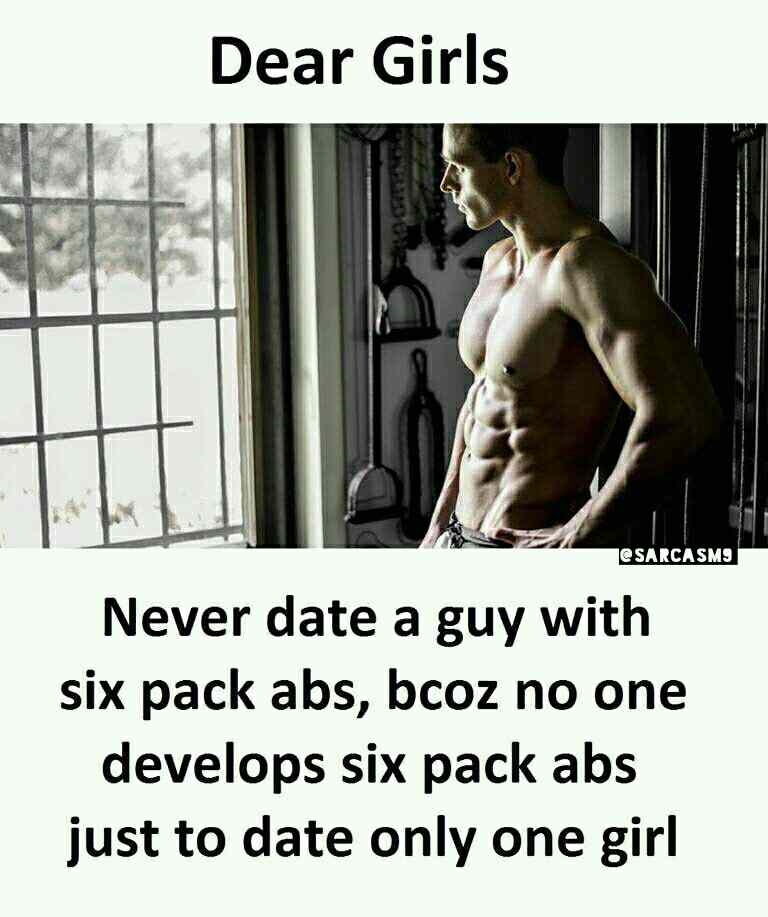 Dear Girls
@SARCASM9
Never date a guy with
six pack abs, bcoz no one
develops six pack abs
just to date only one girl